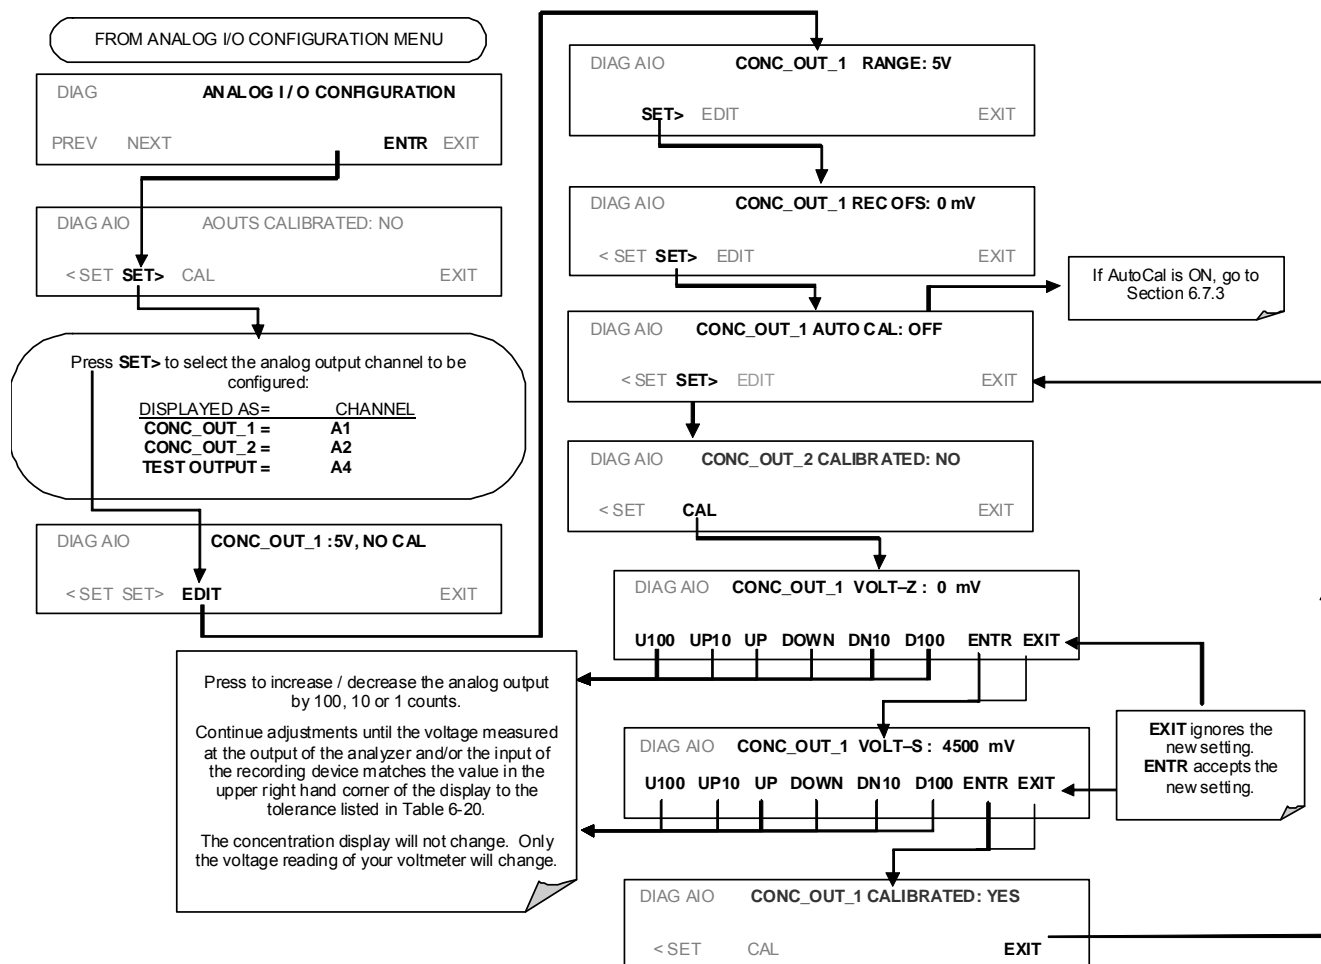 FROM ANALOG I/O CONFIGURATION MENU
DIAG ANALOG I / O CONFIGURATION
PREV NEXT ENTR EXIT
DIAG AIO AOUTS CALIBRATED: NO
< SET SET> CAL EXIT
Press SET> to select the analog output channel to be
configured:
DISPLAYED AS= CHANNEL
CONC_OUT_1 = A1
CONC_OUT_2 = A2
TEST OUTPUT = A4
DIAG AIO CONC_OUT_1 :5V, NO CAL
< SET SET> EDIT EXIT
DIAG AIO CONC_OUT_1 RANGE: 5V
SET> EDIT EXIT
DIAG AIO CONC_OUT_1 REC OFS: 0 mV
< SET SET> EDIT EXIT
If AutoCal is ON, go to
Section 6.7.3
DIAG AIO CONC_OUT_1 AUTO CAL: OFF
< SET SET> EDIT EXIT
DIAG AIO CONC_OUT_2 CALIBRATED: NO
< SET CAL EXIT
DIAG AIO CONC_OUT_1 VOLT–Z : 0 mV
U100 UP10 UP DOWN DN10 D100 ENTR EXIT
Press to increase / decrease the analog output
by 100, 10 or 1 counts.
Continue adjustments until the voltage measured
at the output of the analyzer and/or the input of
the recording device matches the value in the
upper right hand corner of the display to the
tolerance listed in Table 6-20.
The concentration display will not change. Only
the voltage reading of your voltmeter will change.
DIAG AIO CONC_OUT_1 VOLT–S : 4500 mV
U100 UP10 UP DOWN DN10 D100 ENTR EXIT
EXIT ignores the
new setting.
ENTR accepts the
new setting.
DIAG AIO CONC_OUT_1 CALIBRATED: YES
< SET CAL EXIT